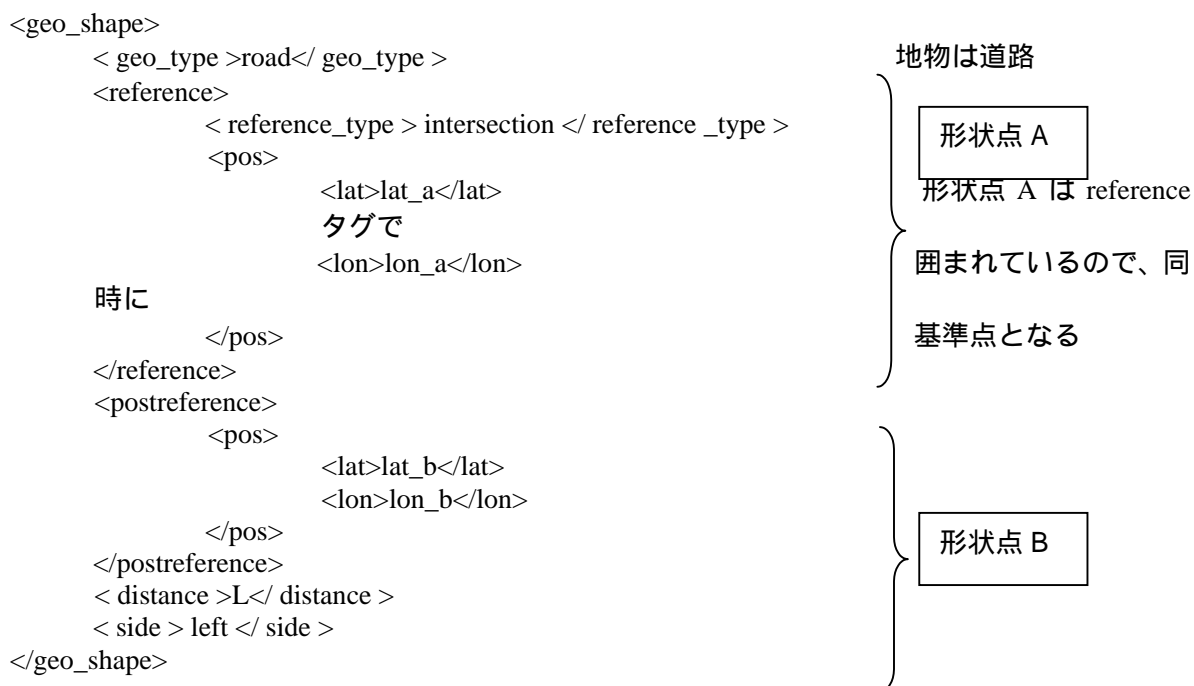 <geo_shape>
< geo_type >road</ geo_type > 地物は道路
<reference>
< reference_type > intersection </ reference _type >
形状点 A
<pos>
<lat>lat_a</lat> 形状点 A は reference
タグで
<lon>lon_a</lon> 囲まれているので、同
時に
</pos> 基準点となる
</reference>
<postreference>
<pos>
<lat>lat_b</lat>
<lon>lon_b</lon>
</pos>
形状点 B
</postreference>
< distance >L</ distance >
< side > left </ side >
</geo_shape>